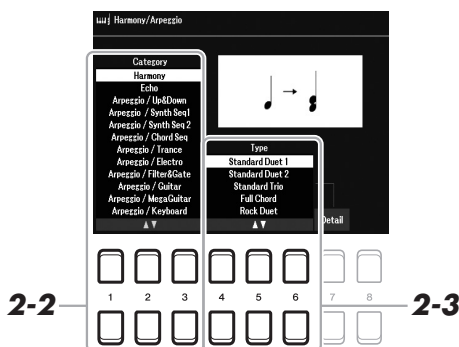 Harmony/Arpeggio
Category
Harmony
Echo
Arpeggio / Up&Down
Arpeggio / Synth Seq1
Arpeggio / Synth Seq 2
Arpeggio / Chord Seq
Arpeggio / Trance
Arpeggio / Electro
Arpeggio / Filter&Gate
Arpeggio / Guitar
Arpeggio / MegaGuitar
Arpeggio / Keyboard
Type
Standard Duet 1
Standard Duet 2
Standard Trio
Full Chord
Rock Duet
Detail
1 2 3 4 5 6 7 8
2-2
2-3